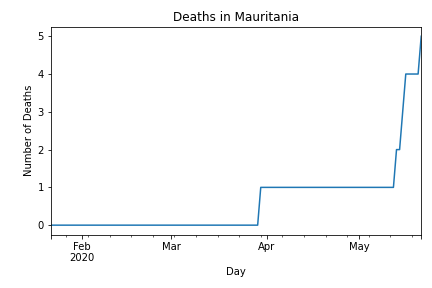 Deaths in Mauritania
5
4
3
2
1
0
Number of Deaths
Feb
2020
Mar
Apr
May
Day